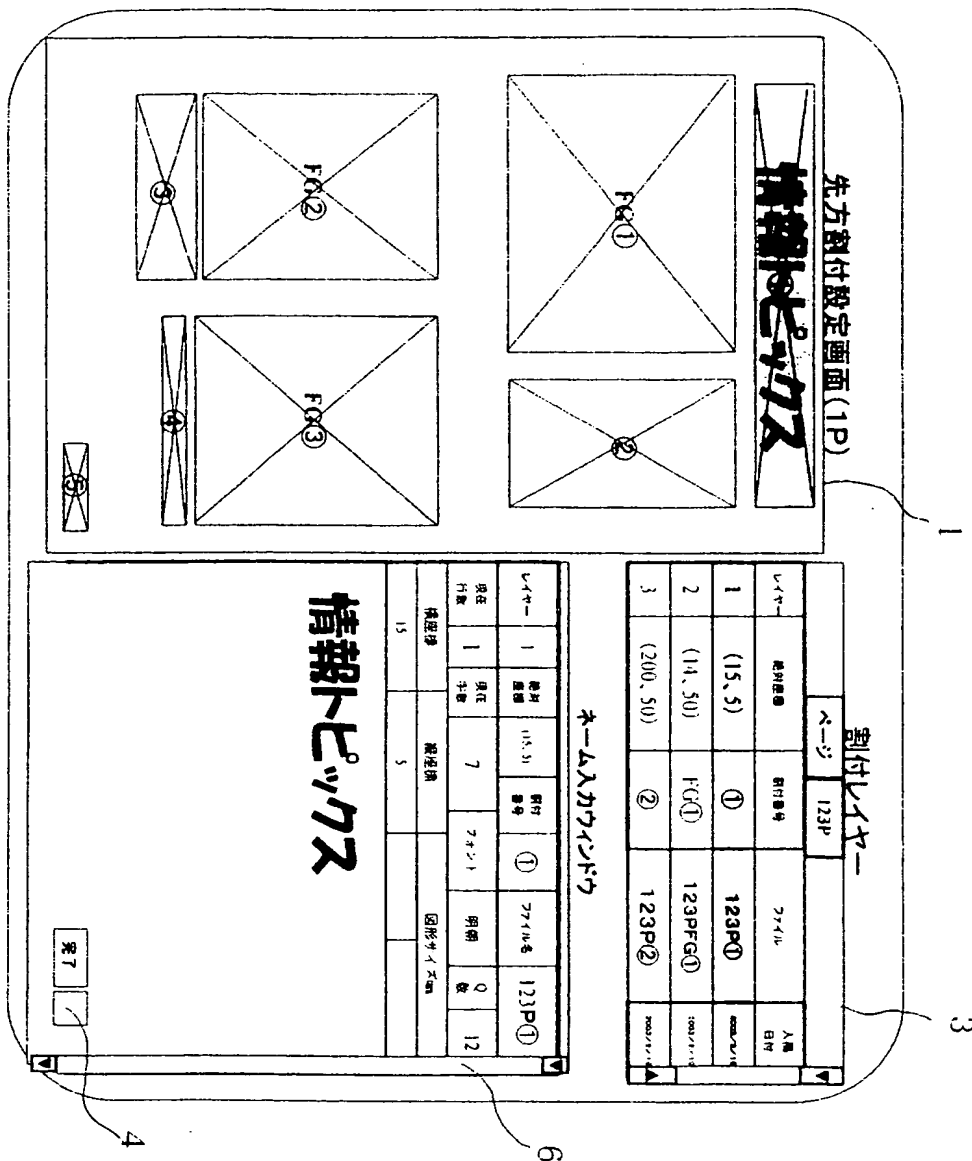 先方割付設定画面(1P)
情報トピックス
FG①
②
FG②
③
FG③
④
⑤
1
割付レイヤー
ページ 123P
レイヤー 絶対座標 割付番号 ファイル 入稿日付
1 (15、5) ① 123P①
2 (14、50) FG① 123PFG①
3 (200、50) ② 123P②
3
ネーム入力ウィンドウ
レイヤー 1 絶対座標 (15、5) 割付番号 ① ファイル名 123P①
現在行数 1 現在字数 7 フォント 明朝 Q数 12
横座標 縦座標 図形サイズmm
15 5
情報トピックス
完了
6
4